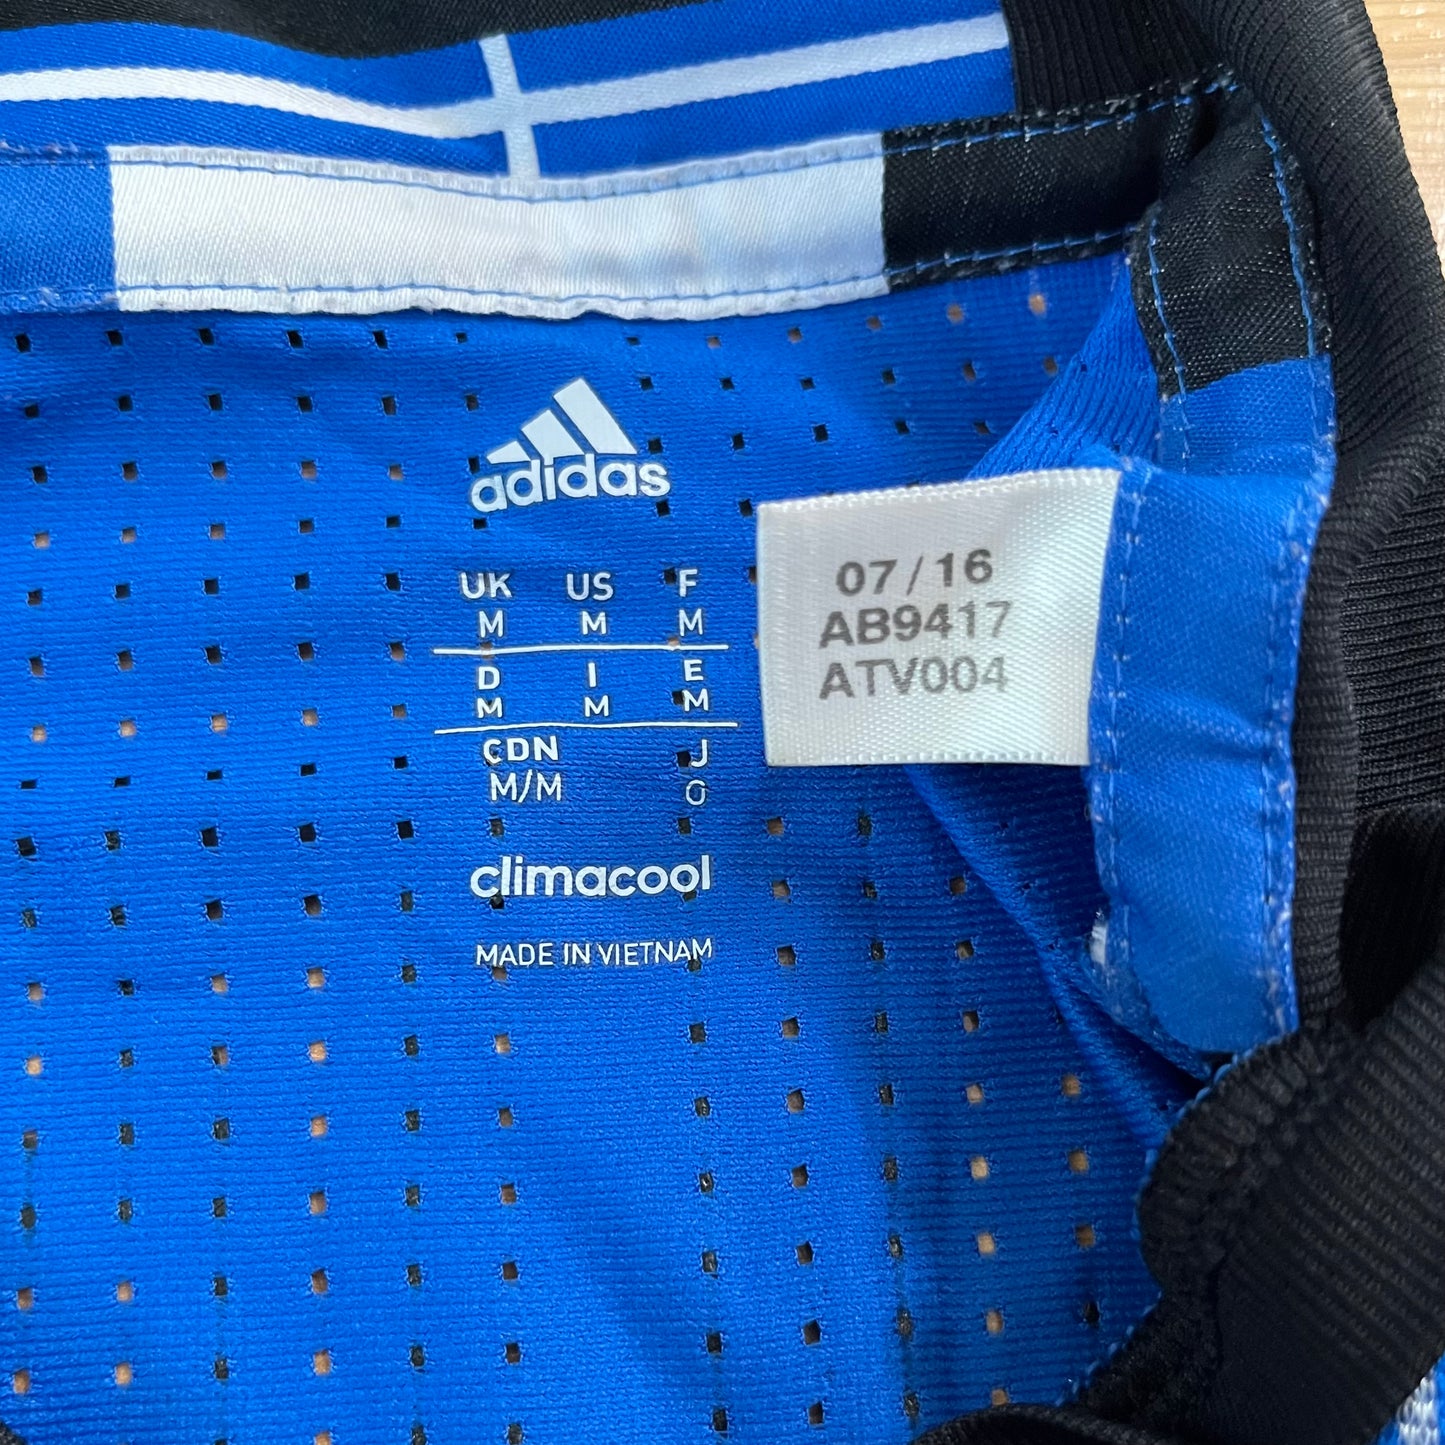 adidas
UK US F
M M M
D I E
M M M
CDN J
M/M O
climacool
MADE IN VIETNAM
07/16
AB9417
ATV004